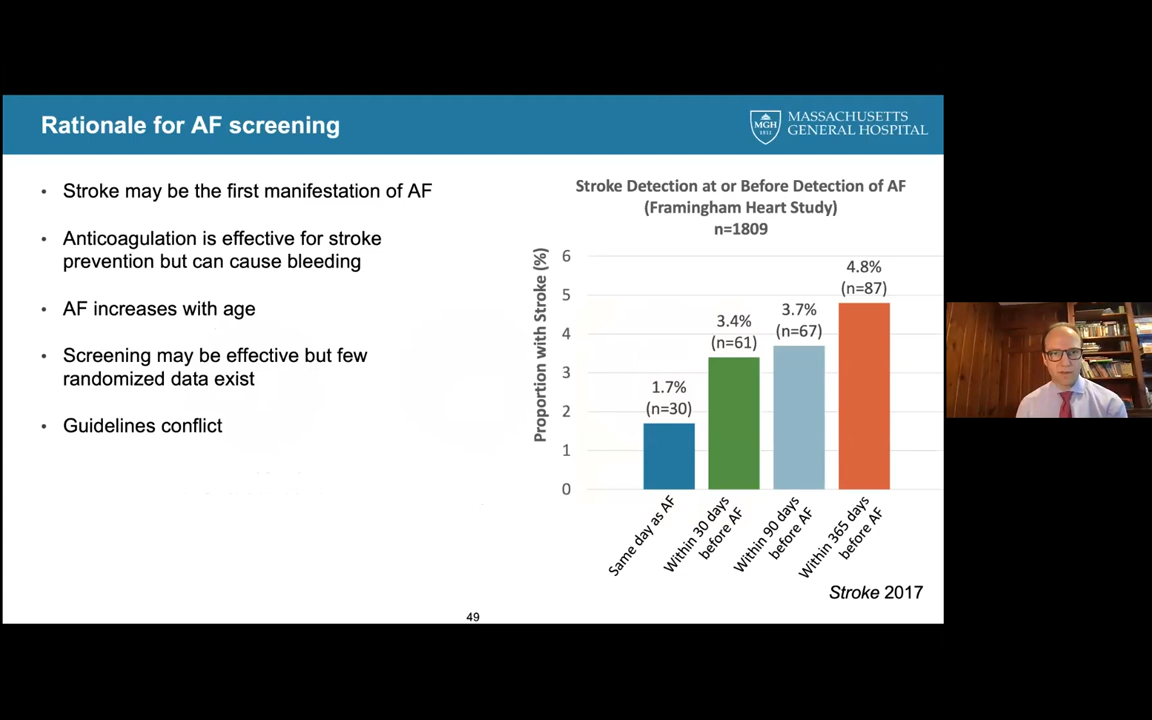 Rationale for AF screening
MGH
1811
MASSACHUSETTS
GENERAL HOSPITAL
• Stroke may be the first manifestation of AF
• Anticoagulation is effective for stroke
prevention but can cause bleeding
• AF increases with age
• Screening may be effective but few
randomized data exist
• Guidelines conflict
Stroke Detection at or Before Detection of AF
(Framingham Heart Study)
n=1809
Proportion with Stroke (%)
6
5
4
3
2
1
0
1.7%
(n=30)
3.4%
(n=61)
3.7%
(n=67)
4.8%
(n=87)
Same day as AF
Within 30 days
before AF
Within 90 days
before AF
Within 365 days
before AF
Stroke 2017
49